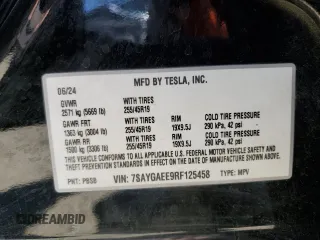 MFD BY TESLA, INC.
06/24
GVWR
2571 kg (5669 lb)
WITH TIRES
255/45R19
GAWR FRT
1363 kg (3004 lb)
WITH TIRES
255/45R19
RIM
19X9.5J
COLD TIRE PRESSURE
290 kPa, 42 psi
GAWR RR
1500 kg (3306 lb)
WITH TIRES
255/45R19
RIM
19X9.5J
COLD TIRE PRESSURE
290 kPa, 42 psi
THIS VEHICLE CONFORMS TO ALL APPLICABLE FEDERAL MOTOR VEHICLE SAFETY STANDARDS IN EFFECT ON THE DATE OF MANUFACTURE SHOWN ABOVE.
PNT: PBSB
VIN: 7SAYGAEE9RF125458
TYPE: MPV